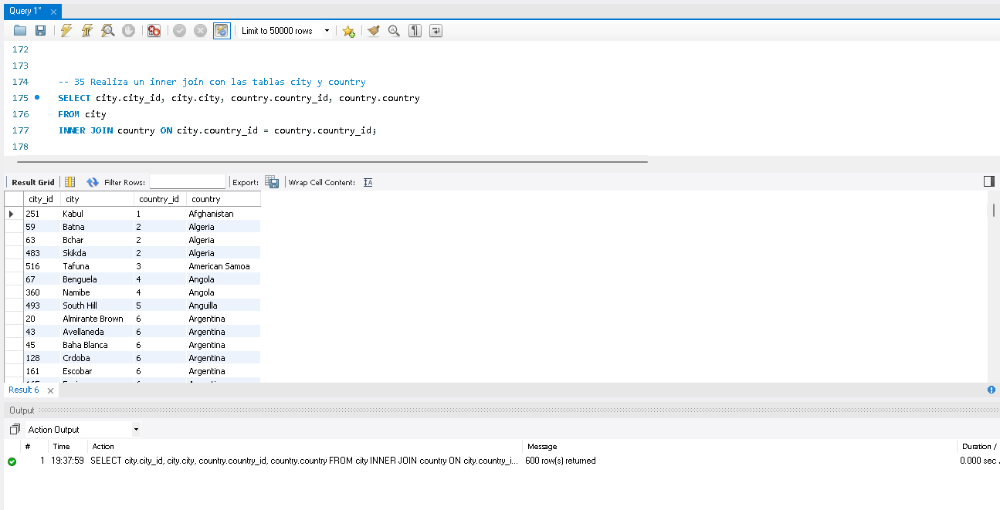 Query 1*
Limit to 50000 rows
172
173
174 -- 35 Realiza un inner join con las tablas city y country
175 SELECT city.city_id, city.city, country.country_id, country.country
176 FROM city
177 INNER JOIN country ON city.country_id = country.country_id;
178
Result Grid Filter Rows: Export: Wrap Cell Content:
city_id city country_id country
251 Kabul 1 Afghanistan
59 Batna 2 Algeria
63 Bchar 2 Algeria
483 Skikda 2 Algeria
516 Tafuna 3 American Samoa
67 Benguela 4 Angola
360 Namibe 4 Angola
493 South Hill 5 Anguilla
20 Almirante Brown 6 Argentina
43 Avellaneda 6 Argentina
45 Baha Blanca 6 Argentina
128 Crdoba 6 Argentina
161 Escobar 6 Argentina
Result 6
Output
Action Output
# Time Action Message Duration /
1 19:37:59 SELECT city.city_id, city.city, country.country_id, country.country FROM city INNER JOIN country ON city.country_i... 600 row(s) returned 0.000 sec